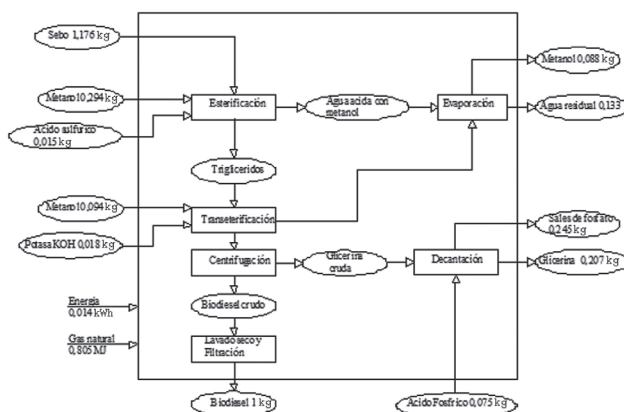 Sebo 1,176 kg
Metanol 0,088 kg
Metanol 0,294 kg
Esterificación
Agua acida con
metanol
Evaporación
Agua residual 0,133
Acido sulfurico
0,015 kg
Trigliceridos
Metanol 0,094 kg
Transeterificación
Sales de fosfato
0,245 kg
Potasa KOH 0,018 kg
Centrifugación
Glicerina
cruda
Decantación
Glicerina 0,207 kg
Energía
0,014 kWh
Biodiesel crudo
Gas natural
0,805 MJ
Lavado seco y
Filtración
Biodiesel 1 kg
Acido Fosfrico 0,075 kg